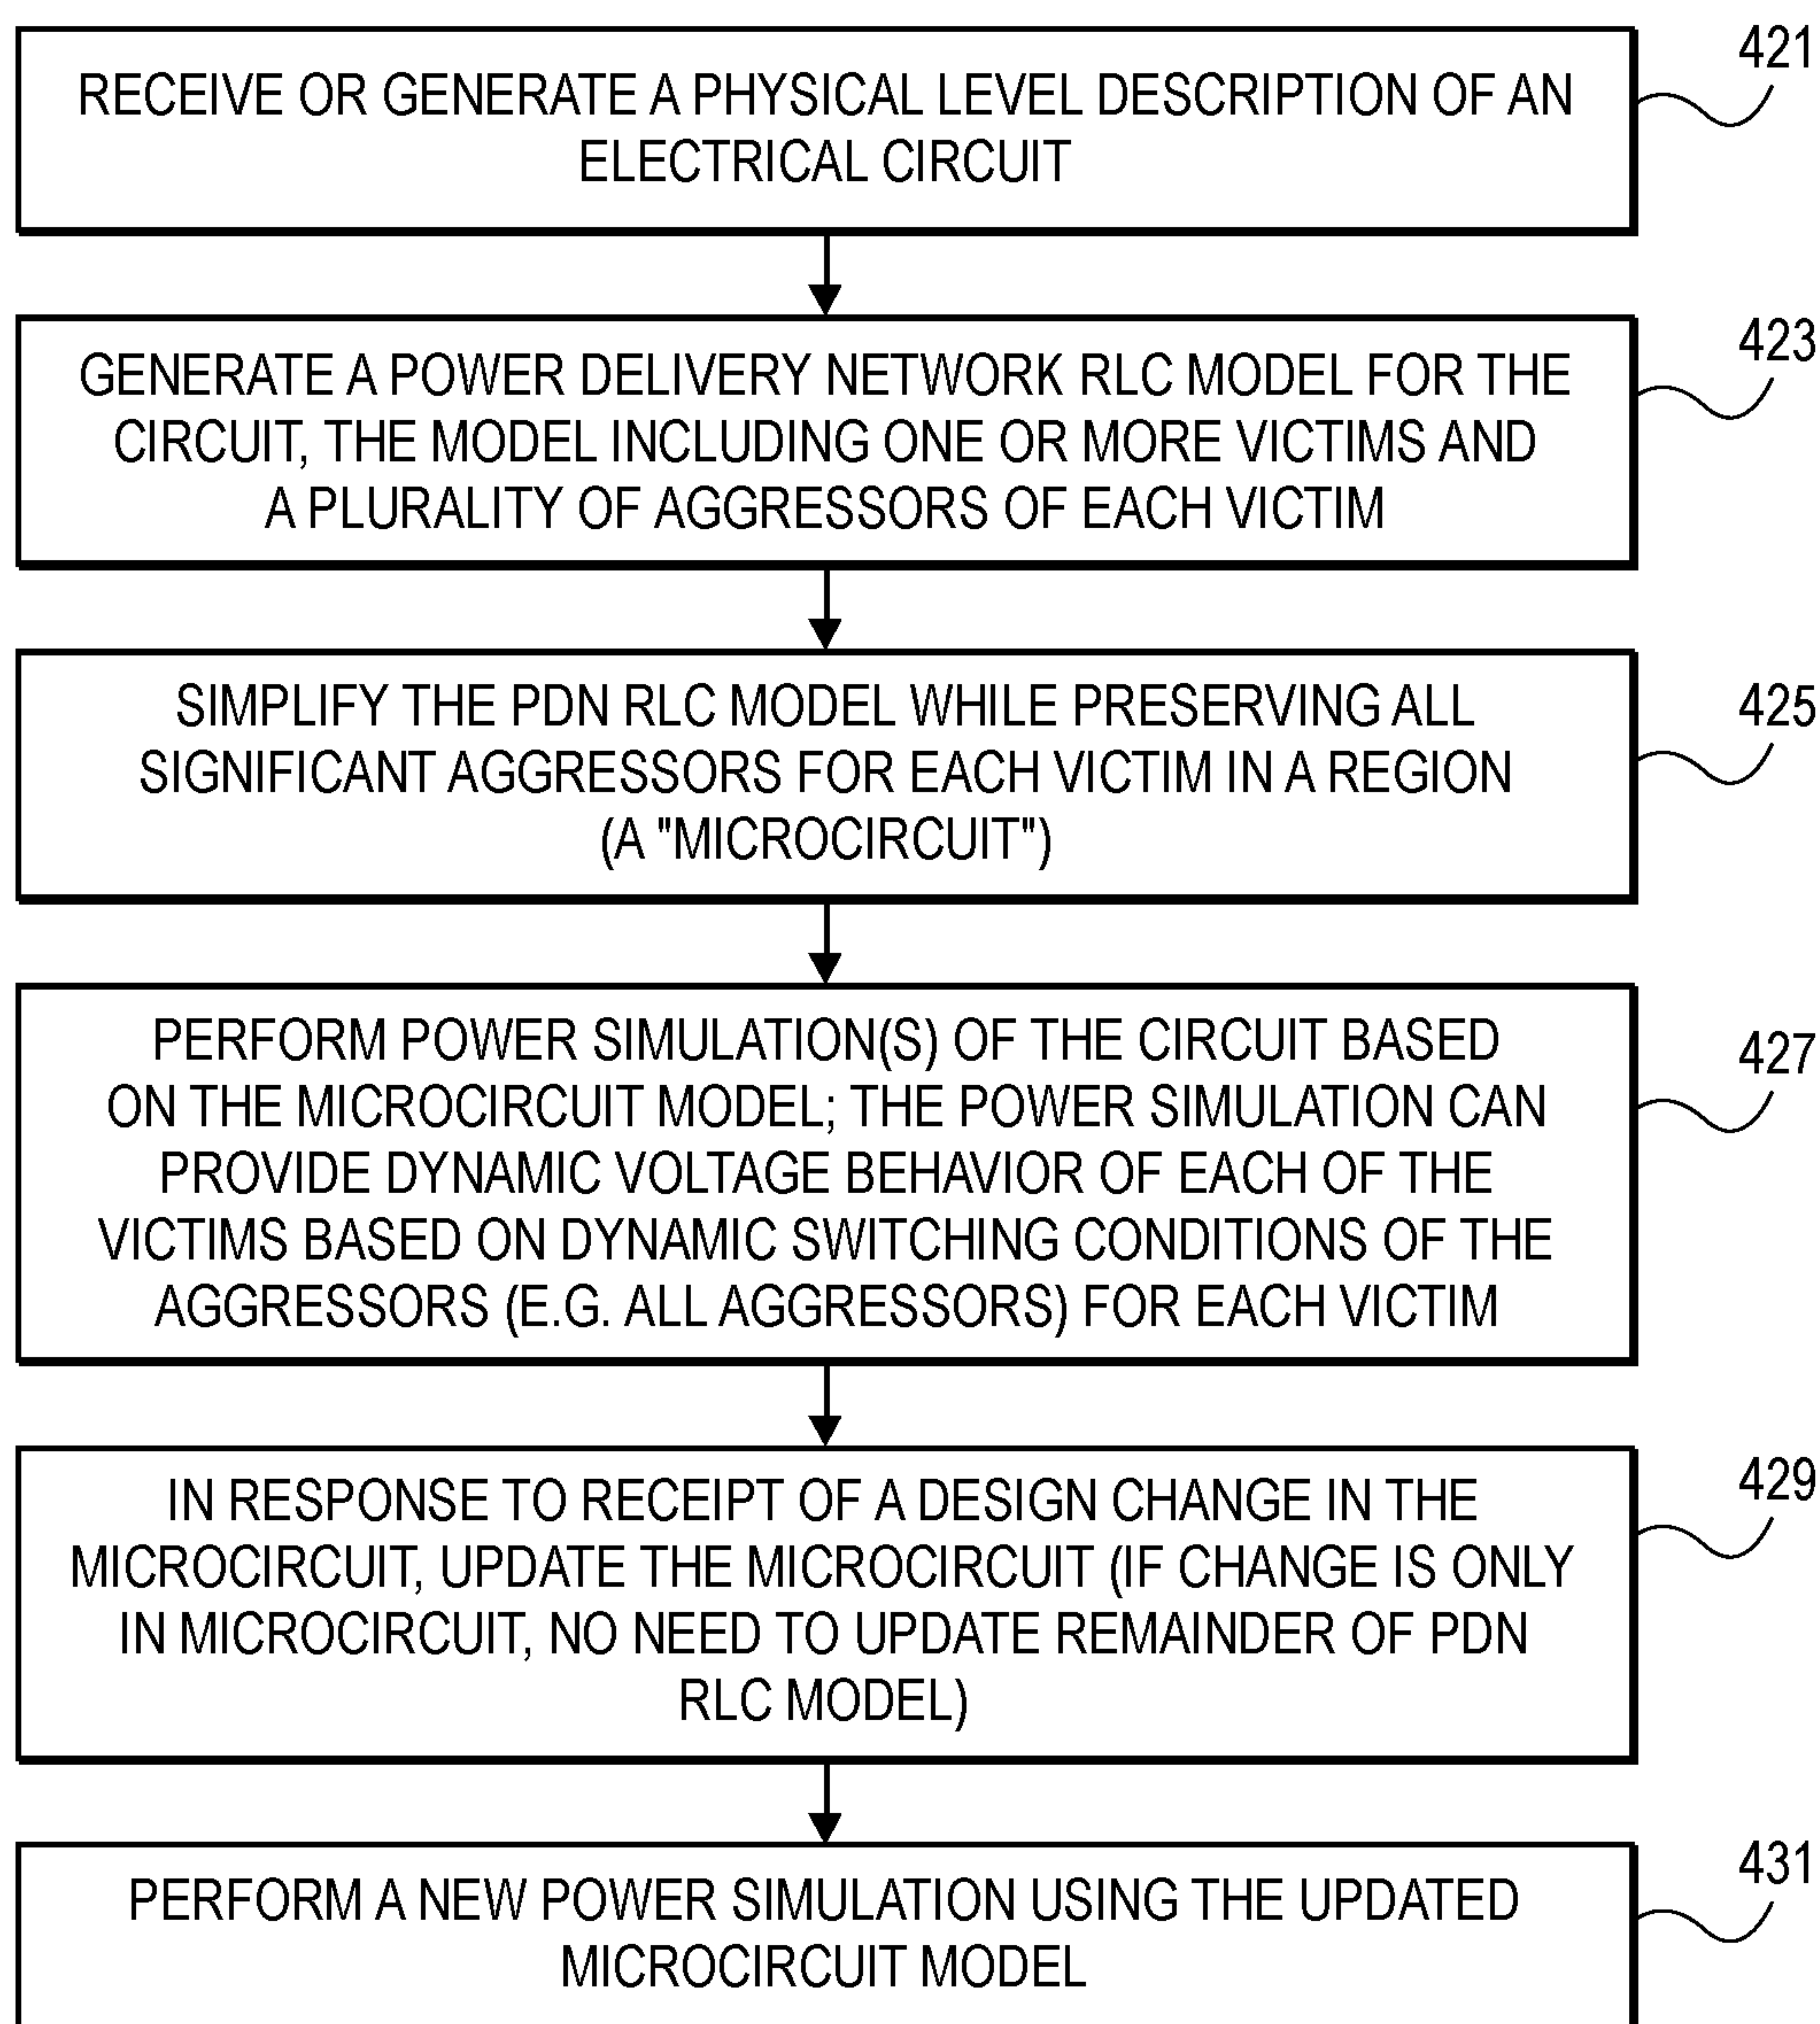 421
RECEIVE OR GENERATE A PHYSICAL LEVEL DESCRIPTION OF AN
ELECTRICAL CIRCUIT
423
GENERATE A POWER DELIVERY NETWORK RLC MODEL FOR THE
CIRCUIT, THE MODEL INCLUDING ONE OR MORE VICTIMS AND
A PLURALITY OF AGGRESSORS OF EACH VICTIM
425
SIMPLIFY THE PDN RLC MODEL WHILE PRESERVING ALL
SIGNIFICANT AGGRESSORS FOR EACH VICTIM IN A REGION
(A "MICROCIRCUIT")
427
PERFORM POWER SIMULATION(S) OF THE CIRCUIT BASED
ON THE MICROCIRCUIT MODEL; THE POWER SIMULATION CAN
PROVIDE DYNAMIC VOLTAGE BEHAVIOR OF EACH OF THE
VICTIMS BASED ON DYNAMIC SWITCHING CONDITIONS OF THE
AGGRESSORS (E.G. ALL AGGRESSORS) FOR EACH VICTIM
429
IN RESPONSE TO RECEIPT OF A DESIGN CHANGE IN THE
MICROCIRCUIT, UPDATE THE MICROCIRCUIT (IF CHANGE IS ONLY
IN MICROCIRCUIT, NO NEED TO UPDATE REMAINDER OF PDN
RLC MODEL)
431
PERFORM A NEW POWER SIMULATION USING THE UPDATED
MICROCIRCUIT MODEL